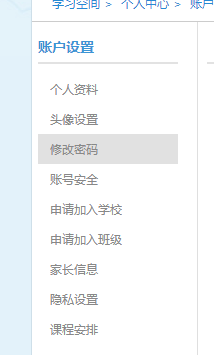 学习空间 > 个人中心 > 账户
账户设置
个人资料
头像设置
修改密码
账号安全
申请加入学校
申请加入班级
家长信息
隐私设置
课程安排